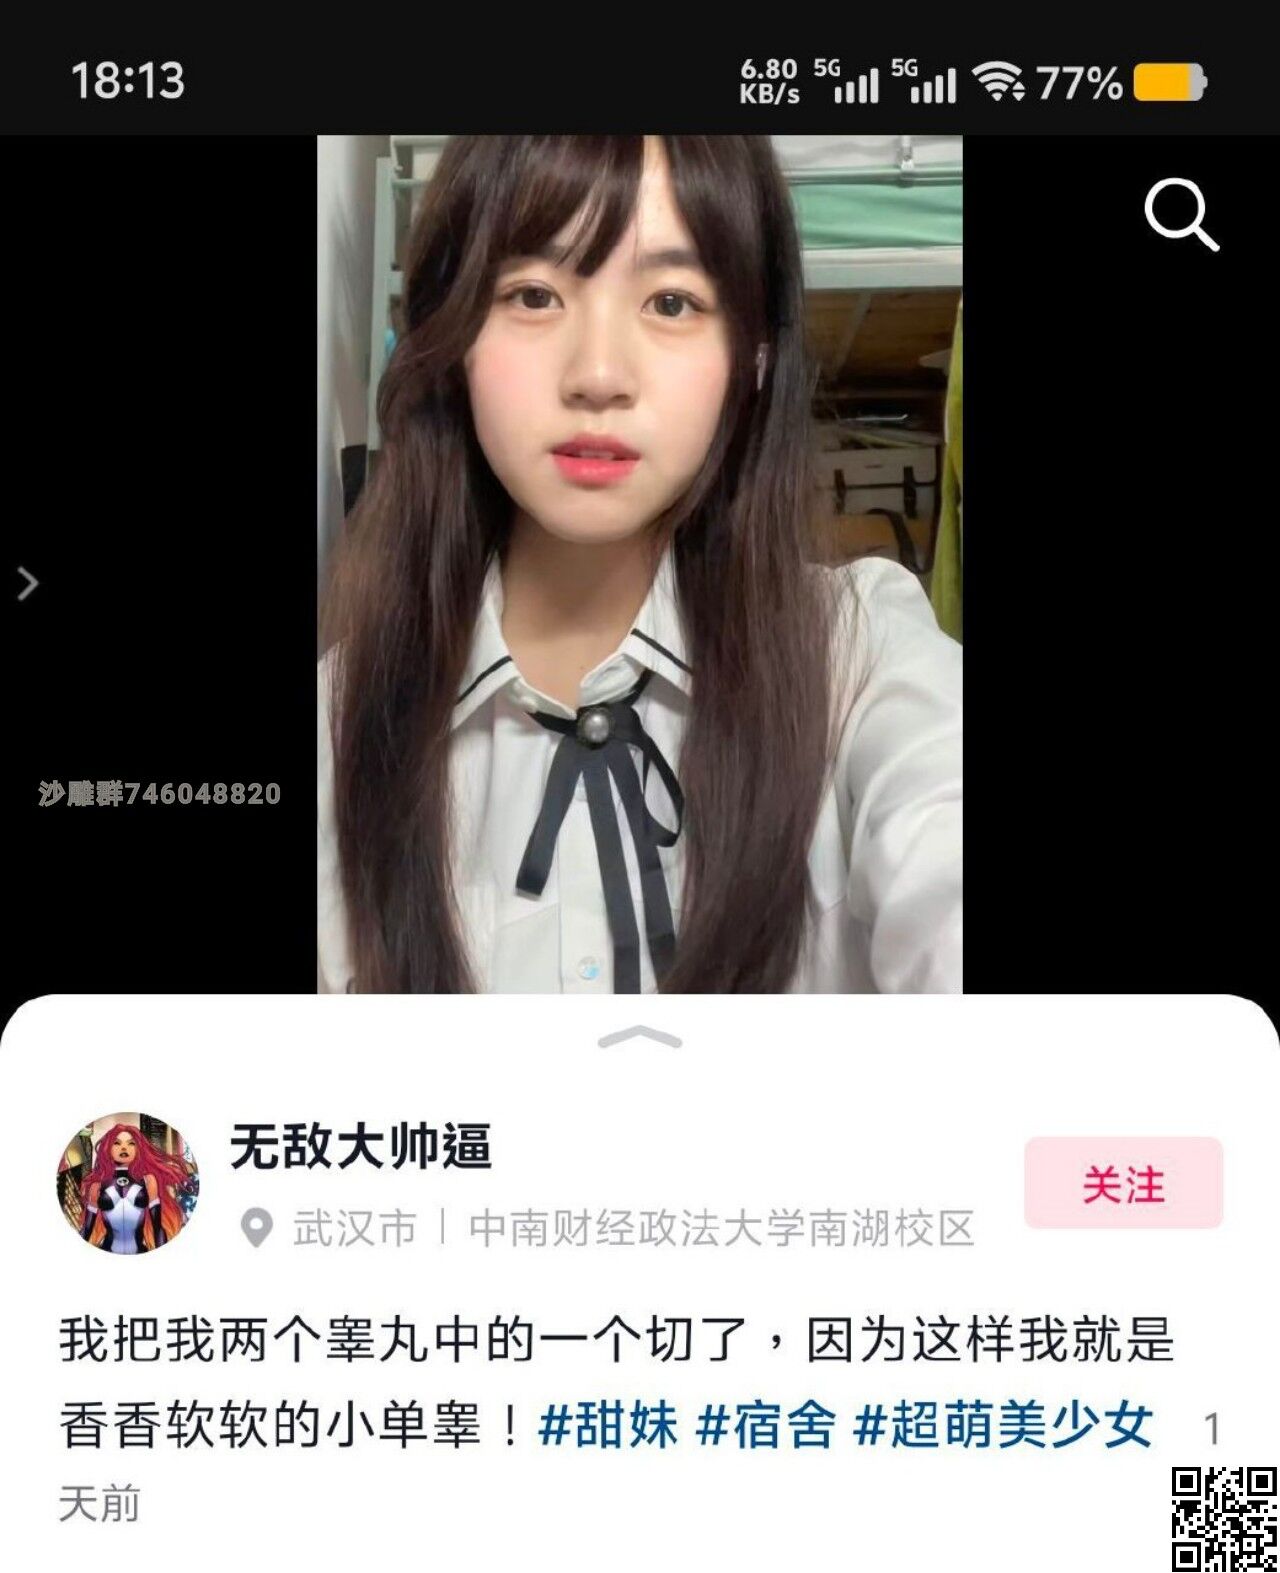 18:13
6.80 KB/s 5G 5G 77%
沙雕群746048820
无敌大帅逼
武汉市｜中南财经政法大学南湖校区
关注
我把我两个睾丸中的一个切了，因为这样我就是
香香软软的小单睾！#甜妹 #宿舍 #超萌美少女 1
天前